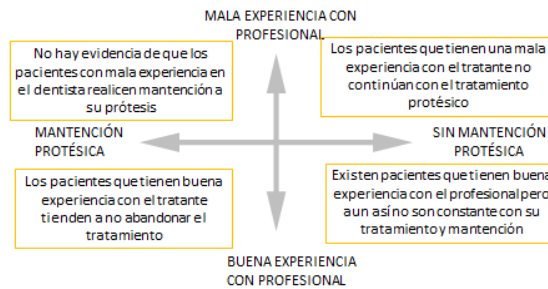 MALA EXPERIENCIA CON
PROFESIONAL
No hay evidencia de que los
pacientes con mala experiencia en
el dentista realicen mantención a
su prótesis
Los pacientes que tienen una mala
experiencia con el tratante no
continúan con el tratamiento
protésico
MANTENCIÓN
PROTÉSICA
SIN MANTENCIÓN
PROTÉSICA
Los pacientes que tienen buena
experiencia con el tratante
tienden a no abandonar el
tratamiento
Existen pacientes que tienen buena
experiencia con el profesional pero
aun así no son constante con su
tratamiento y mantención
BUENA EXPERIENCIA
CON PROFESIONAL